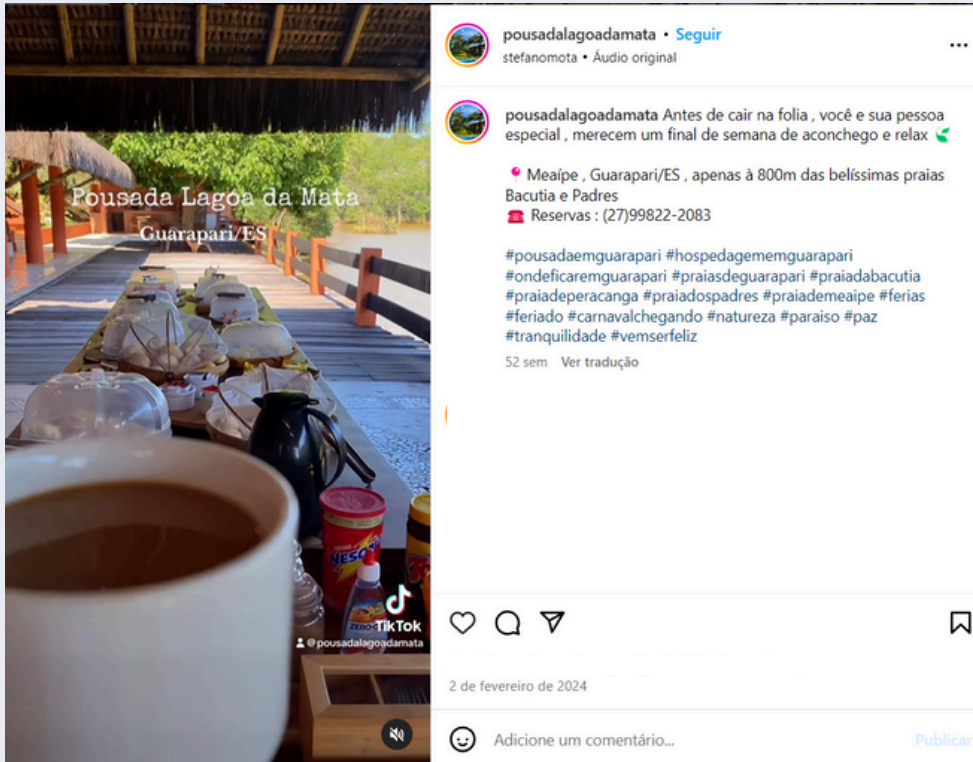 Pousada Lagoa da Mata
Guarapari/ES
NESC
ZERO
TikTok
@pousadalagoadamata
pousadalagoadamata • Seguir
stefanomota • Áudio original
pousadalagoadamata Antes de cair na folia , você e sua pessoa
especial , merecem um final de semana de aconchego e relax
Meaípe , Guarapari/ES , apenas à 800m das belíssimas praias
Bacutia e Padres
Reservas : (27)99822-2083
#pousadaemguarapari #hospedagememguarapari
#ondeficaremguarapari #praiasdeguarapari #praiadabacutia
#praiadeperacanga #praiadospadres #praiademeaipe #ferias
#feriado #carnavalchegando #natureza #paraiso #paz
#tranquilidade #vemserfeliz
52 sem Ver tradução
2 de fevereiro de 2024
Adicione um comentário...
Publicar